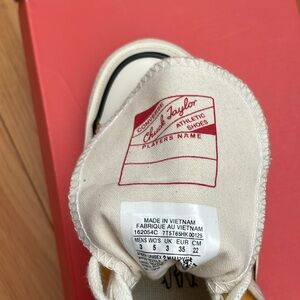 CONVERSE
Chuck Taylor
ATHLETIC
SHOES
PLAYERS NAME
MADE IN VIETNAM
FABRIQUE AU VIETNAM
162054C
MENS WO'S UK EUR CM
3 5 3 35 22